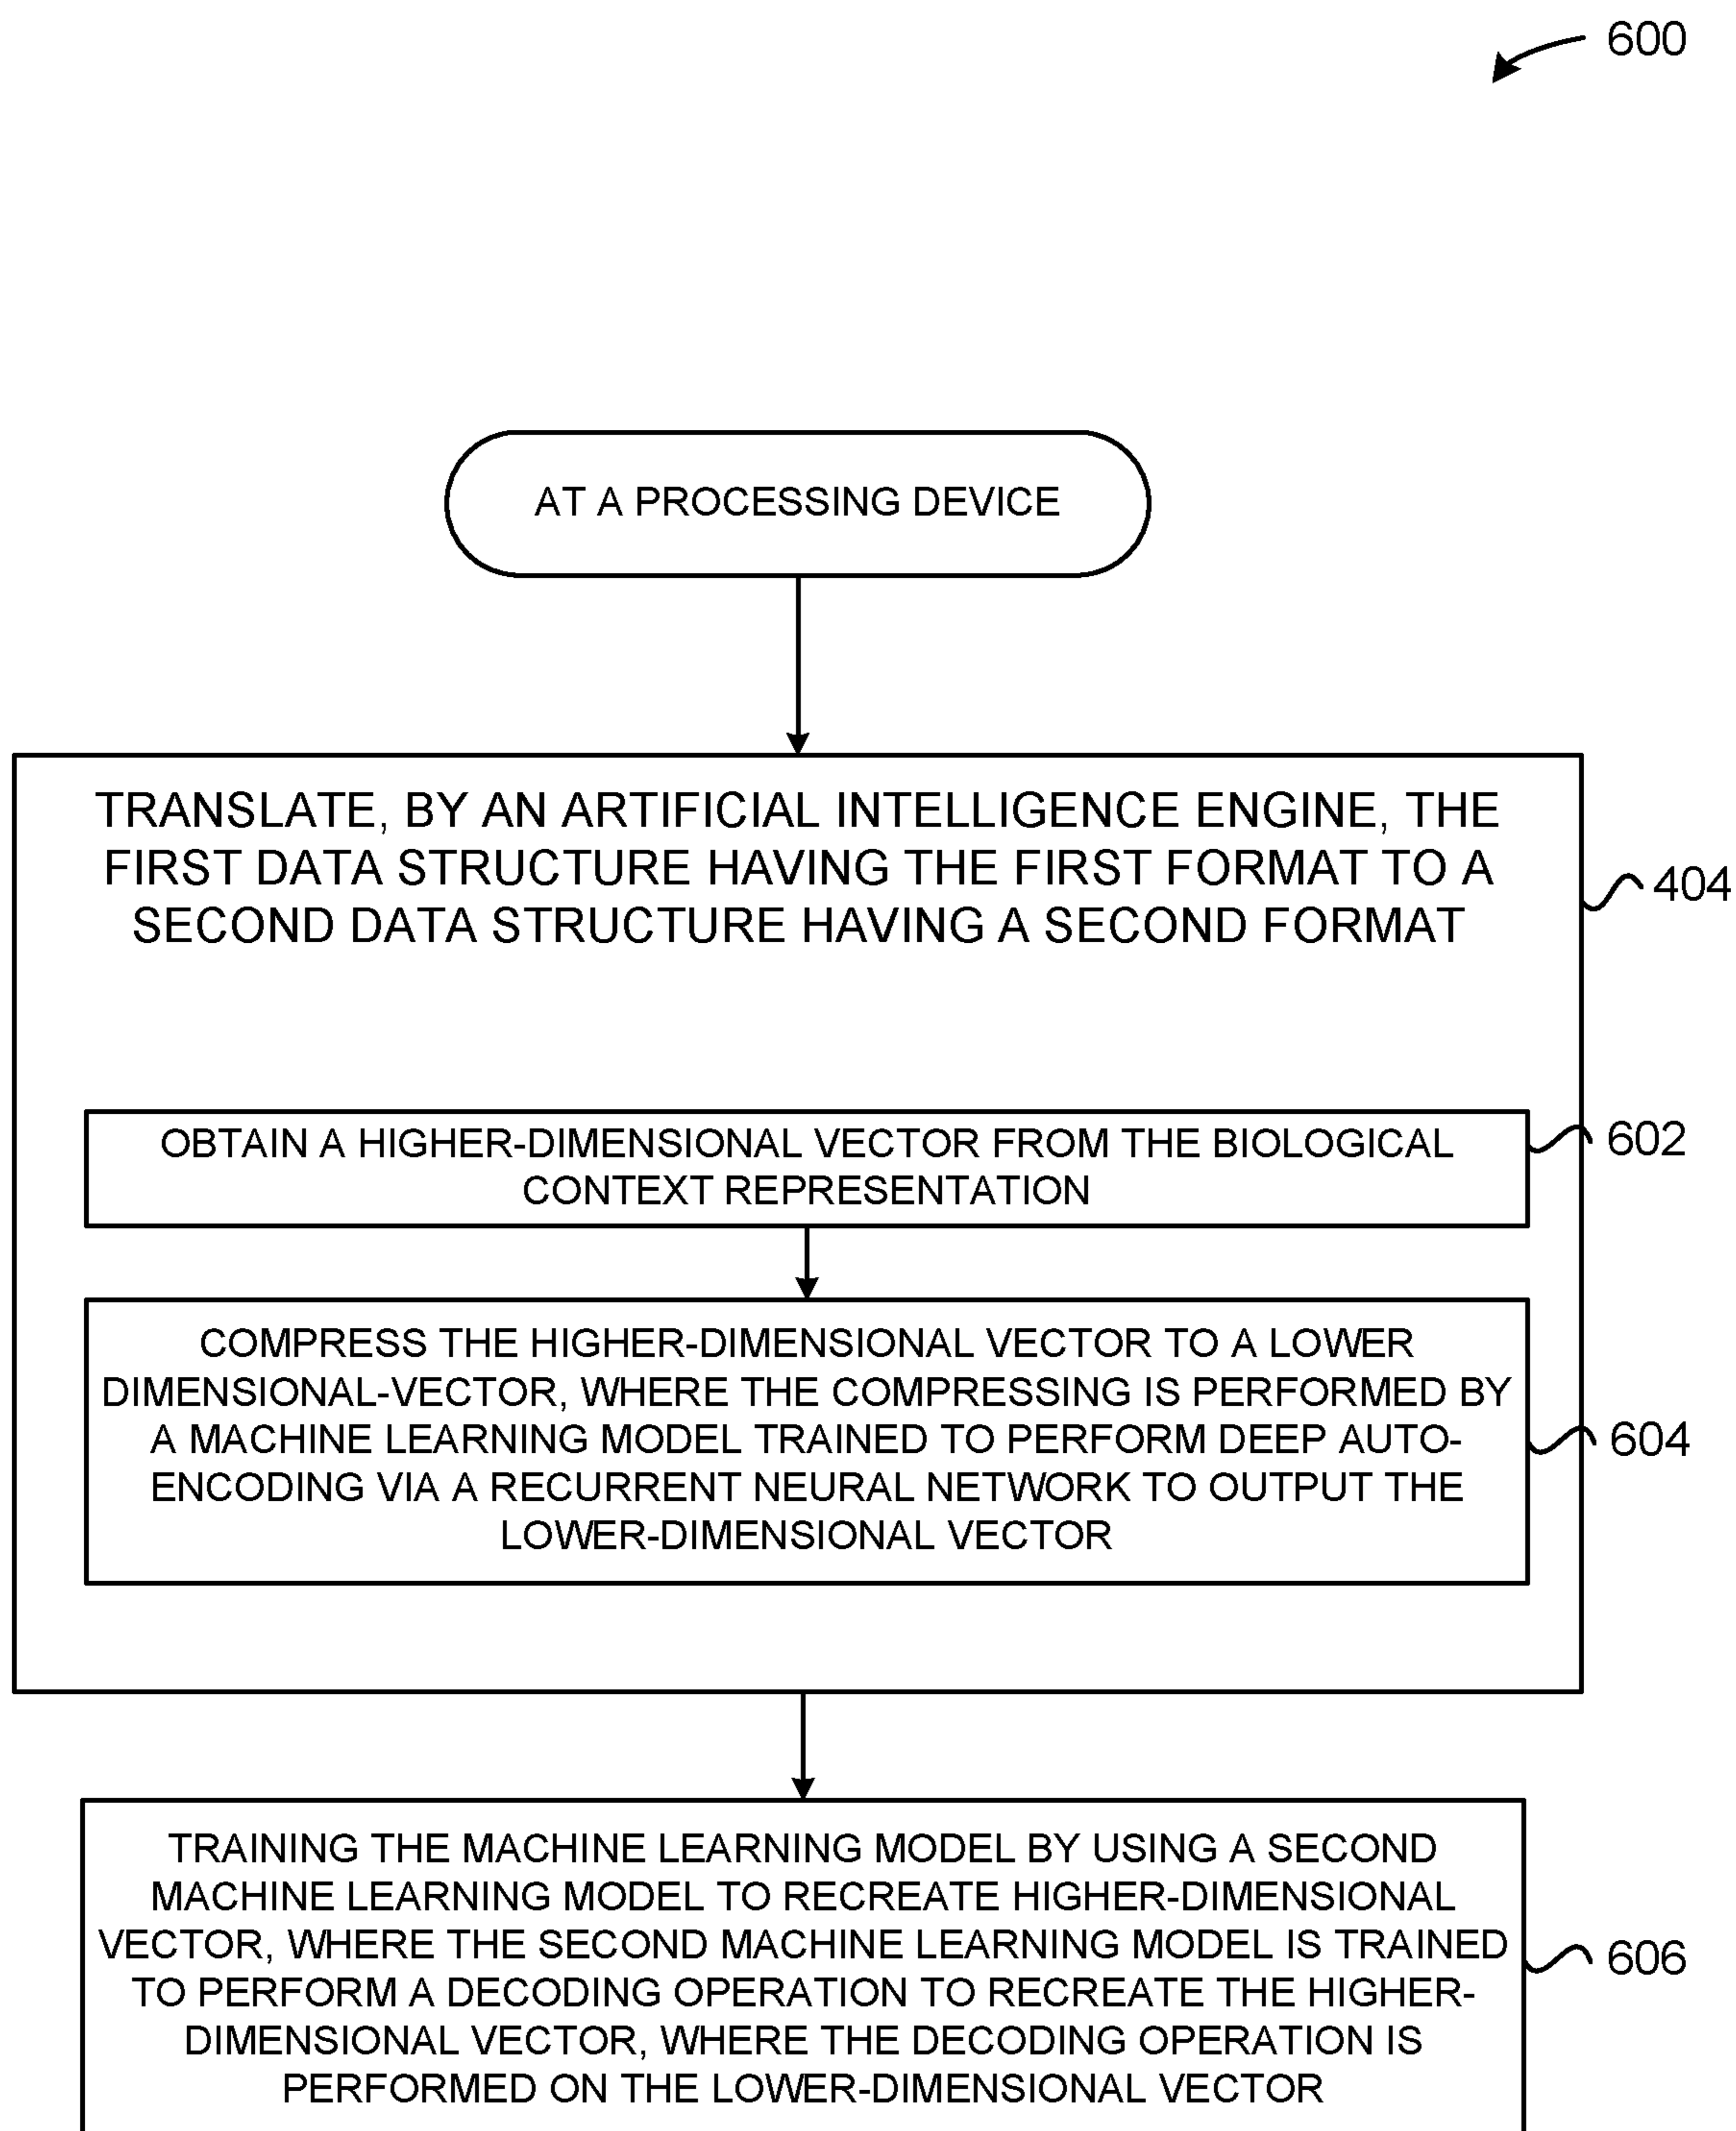 600
AT A PROCESSING DEVICE
TRANSLATE, BY AN ARTIFICIAL INTELLIGENCE ENGINE, THE
FIRST DATA STRUCTURE HAVING THE FIRST FORMAT TO A
SECOND DATA STRUCTURE HAVING A SECOND FORMAT
404
OBTAIN A HIGHER-DIMENSIONAL VECTOR FROM THE BIOLOGICAL
CONTEXT REPRESENTATION
602
COMPRESS THE HIGHER-DIMENSIONAL VECTOR TO A LOWER
DIMENSIONAL-VECTOR, WHERE THE COMPRESSING IS PERFORMED BY
A MACHINE LEARNING MODEL TRAINED TO PERFORM DEEP AUTO-
ENCODING VIA A RECURRENT NEURAL NETWORK TO OUTPUT THE
LOWER-DIMENSIONAL VECTOR
604
TRAINING THE MACHINE LEARNING MODEL BY USING A SECOND
MACHINE LEARNING MODEL TO RECREATE HIGHER-DIMENSIONAL
VECTOR, WHERE THE SECOND MACHINE LEARNING MODEL IS TRAINED
TO PERFORM A DECODING OPERATION TO RECREATE THE HIGHER-
DIMENSIONAL VECTOR, WHERE THE DECODING OPERATION IS
PERFORMED ON THE LOWER-DIMENSIONAL VECTOR
606